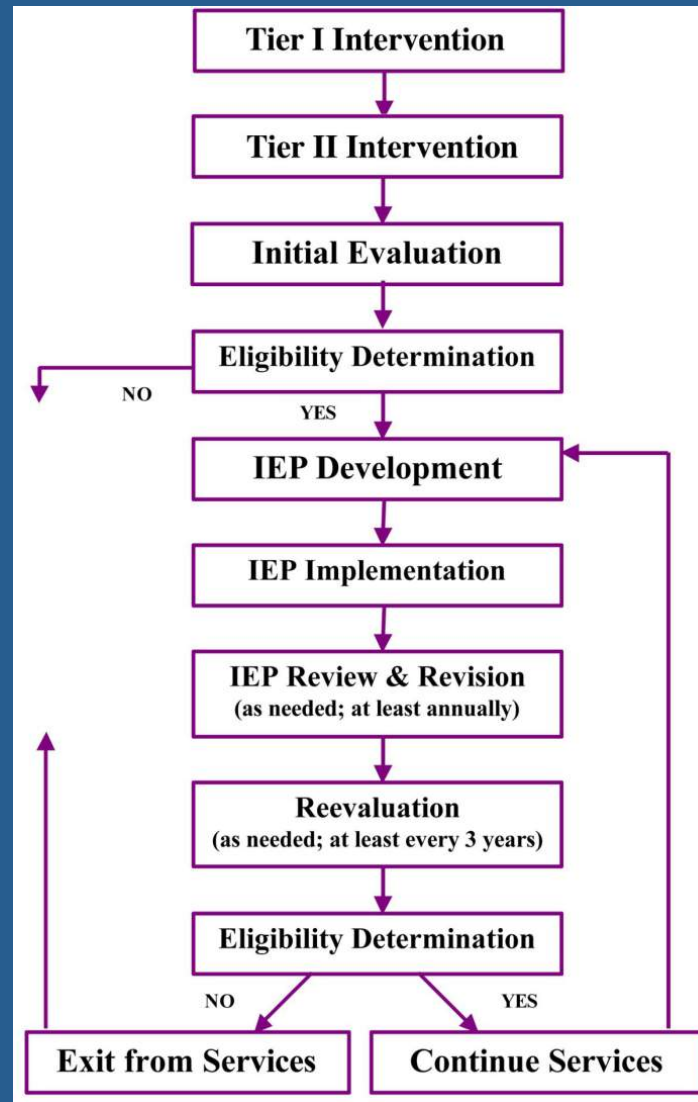 Tier I Intervention
Tier II Intervention
Initial Evaluation
Eligibility Determination
NO
YES
IEP Development
IEP Implementation
IEP Review & Revision
(as needed; at least annually)
Reevaluation
(as needed; at least every 3 years)
Eligibility Determination
NO
YES
Exit from Services
Continue Services